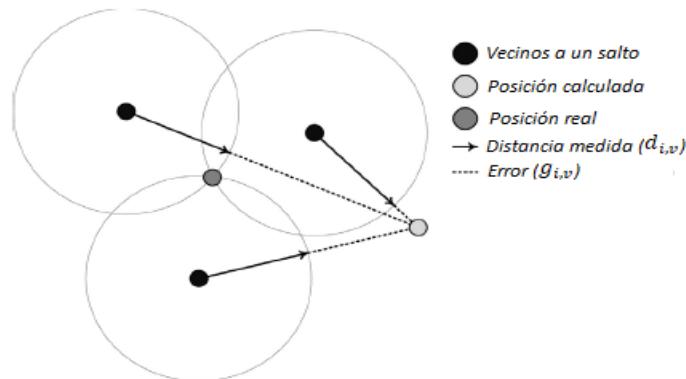 Vecinos a un salto
Posición calculada
Posición real
Distancia medida (d_{i,v})
Error (g_{i,v})